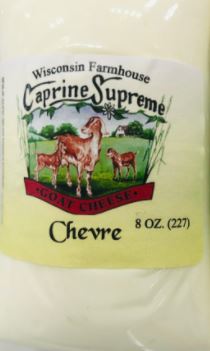 Wisconsin Farmhouse
Caprine Supreme
•GOAT CHEESE•
Chevre 8 OZ. (227)